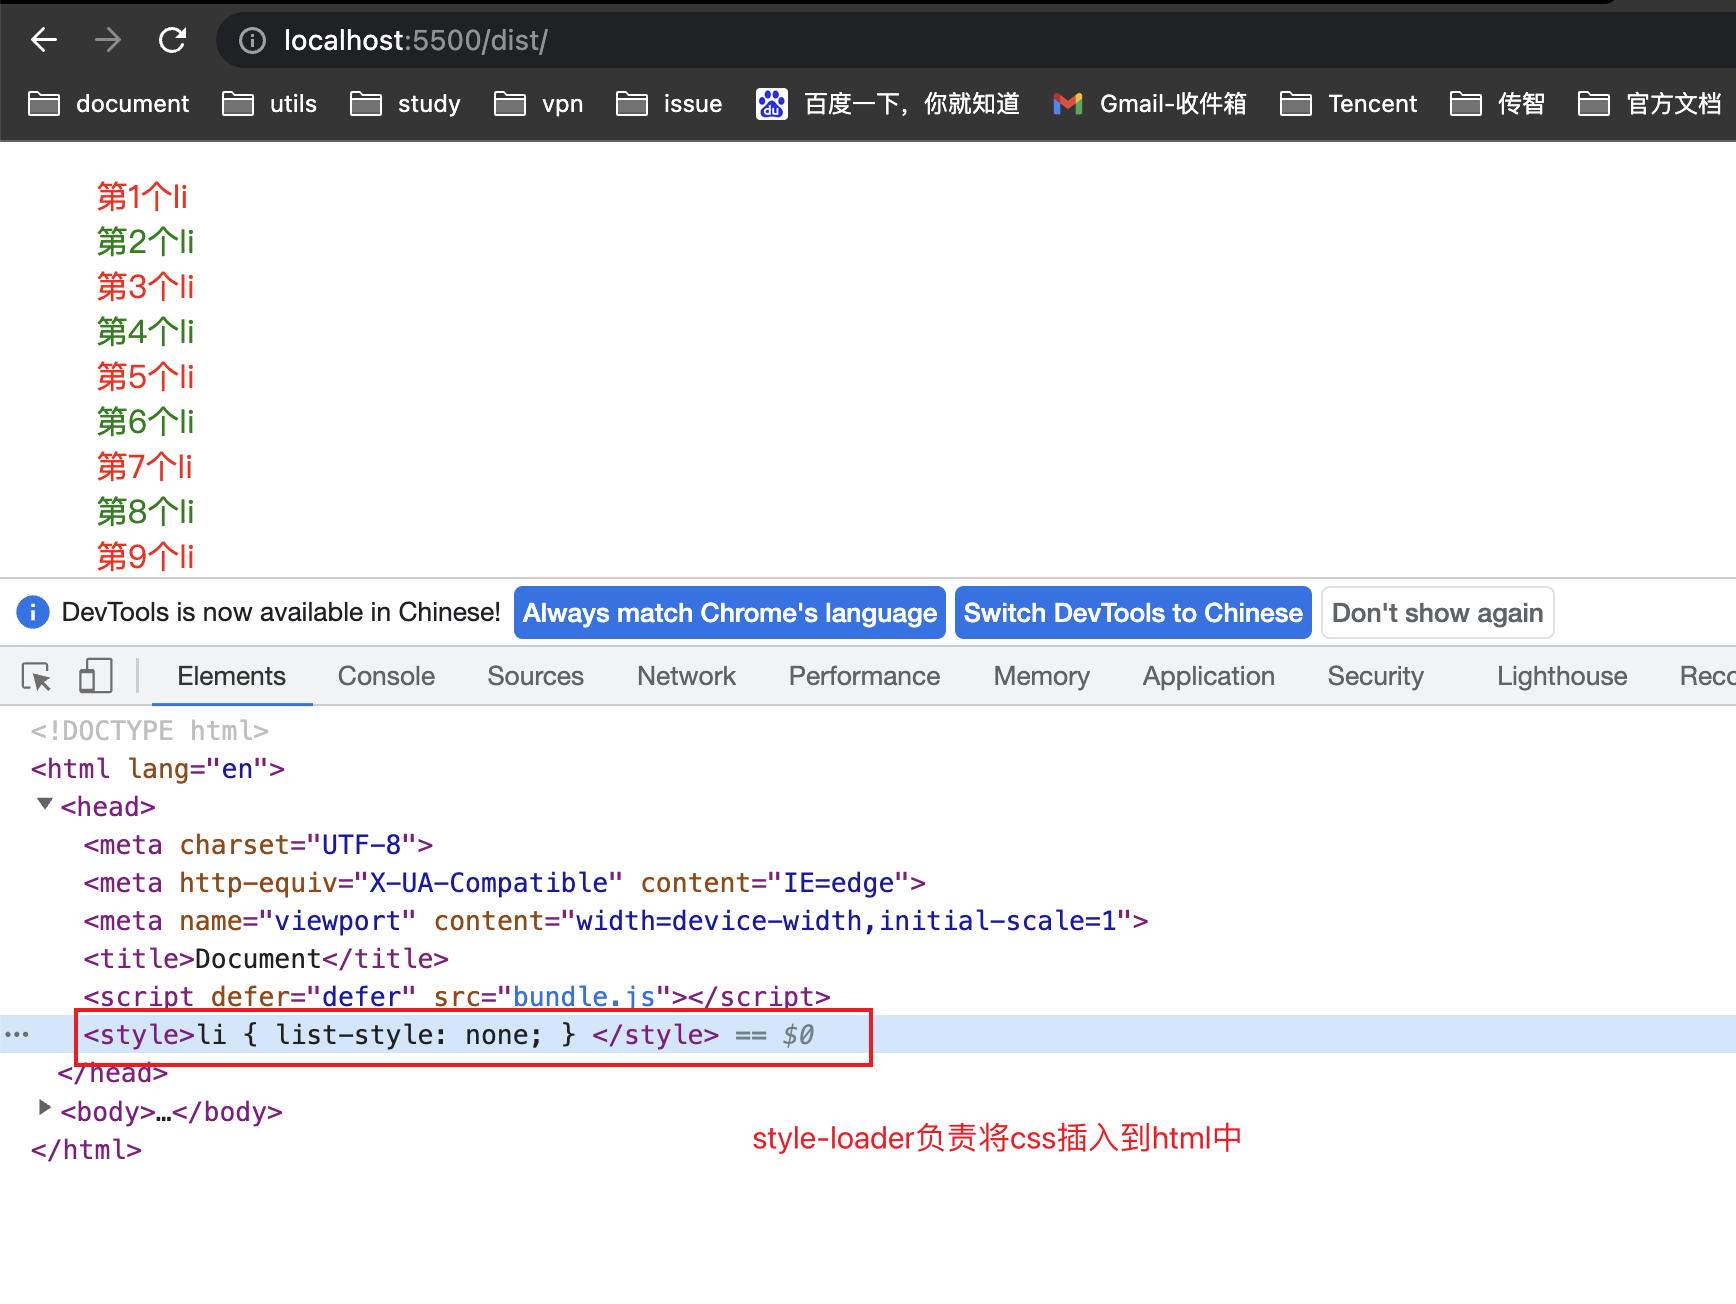 localhost:5500/dist/
document utils study vpn issue 百度一下，你就知道 Gmail-收件箱 Tencent 传智 官方文档
第1个li
第2个li
第3个li
第4个li
第5个li
第6个li
第7个li
第8个li
第9个li
DevTools is now available in Chinese! Always match Chrome's language Switch DevTools to Chinese Don't show again
Elements Console Sources Network Performance Memory Application Security Lighthouse Reco
<!DOCTYPE html>
<html lang="en">
<head>
<meta charset="UTF-8">
<meta http-equiv="X-UA-Compatible" content="IE=edge">
<meta name="viewport" content="width=device-width,initial-scale=1">
<title>Document</title>
<script defer="defer" src="bundle.js"></script>
<style>li { list-style: none; } </style> == $0
</head>
<body>…</body>
style-loader负责将css插入到html中
</html>